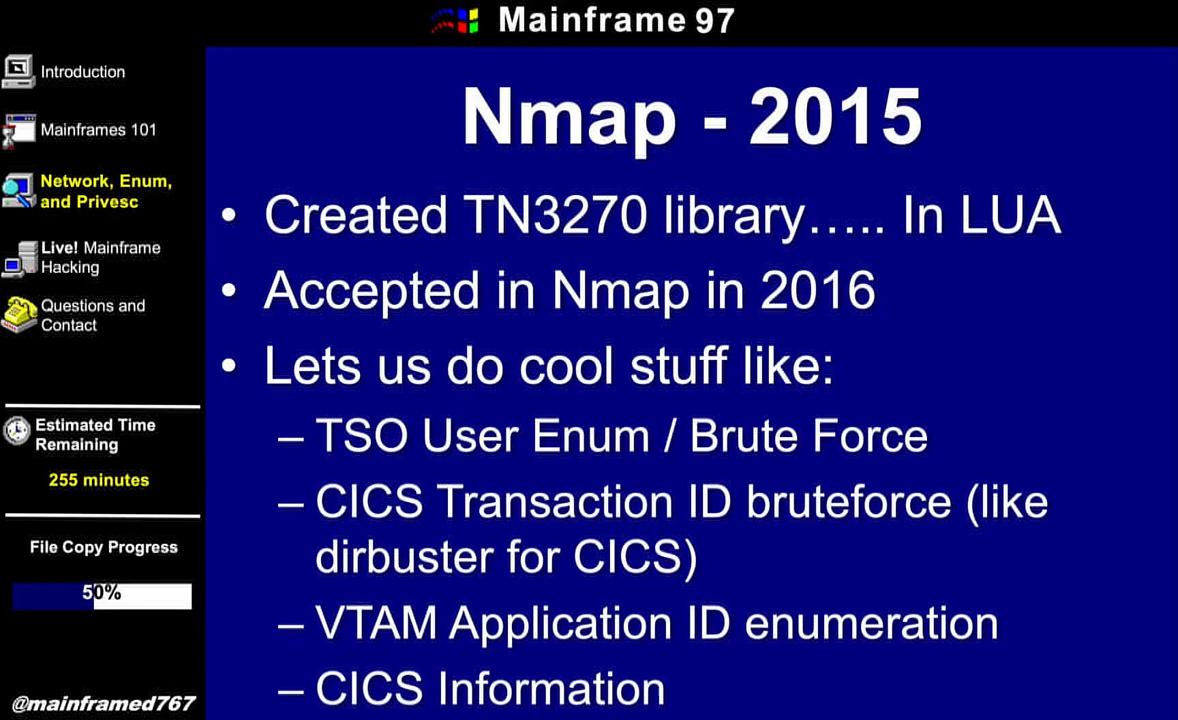 Mainframe 97
Introduction
Mainframes 101
Network, Enum,
and Privesc
Live! Mainframe
Hacking
Questions and
Contact
Estimated Time
Remaining
255 minutes
File Copy Progress
50%
@mainframed767
Nmap - 2015
• Created TN3270 library….. In LUA
• Accepted in Nmap in 2016
• Lets us do cool stuff like:
– TSO User Enum / Brute Force
– CICS Transaction ID bruteforce (like
dirbuster for CICS)
– VTAM Application ID enumeration
– CICS Information